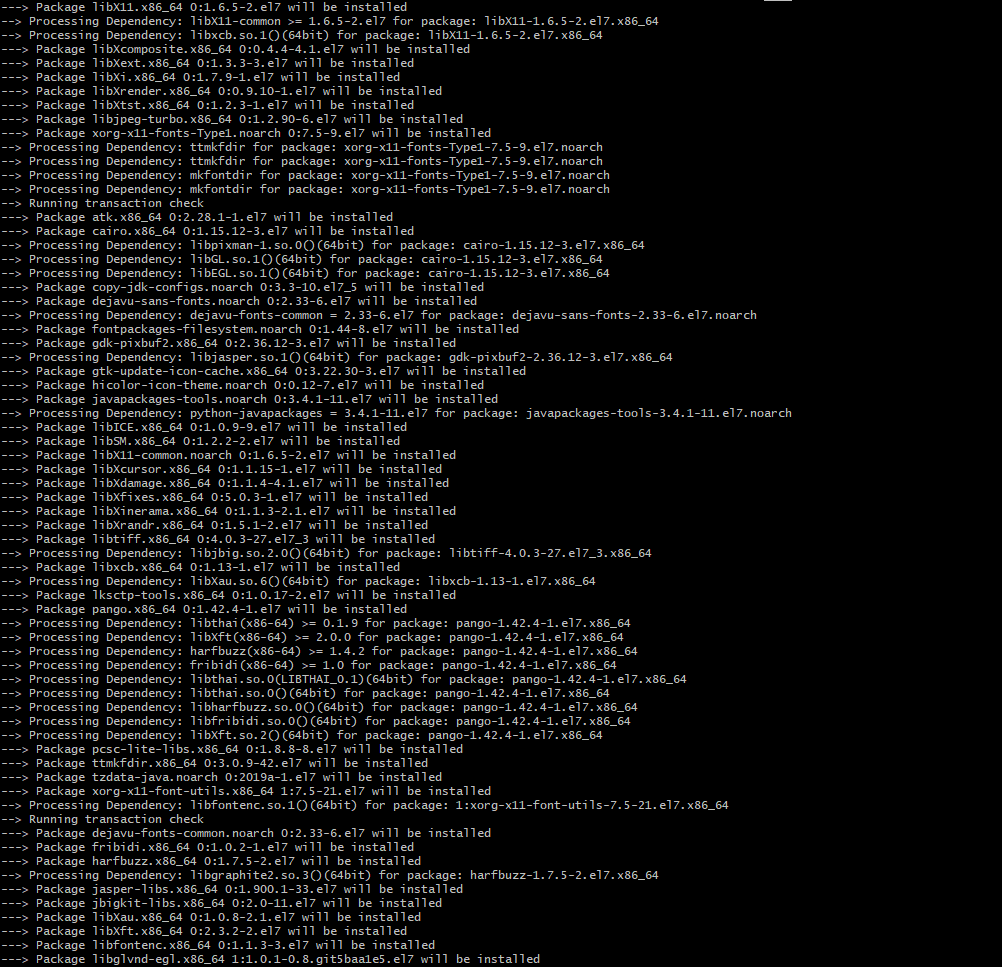 ---> Package libX11.x86_64 0:1.6.5-2.el7 will be installed
--> Processing Dependency: libX11-common >= 1.6.5-2.el7 for package: libX11-1.6.5-2.el7.x86_64
--> Processing Dependency: libxcb.so.1()(64bit) for package: libX11-1.6.5-2.el7.x86_64
---> Package libXcomposite.x86_64 0:0.4.4-4.1.el7 will be installed
---> Package libXext.x86_64 0:1.3.3-3.el7 will be installed
---> Package libXi.x86_64 0:1.7.9-1.el7 will be installed
---> Package libXrender.x86_64 0:0.9.10-1.el7 will be installed
---> Package libXtst.x86_64 0:1.2.3-1.el7 will be installed
---> Package libjpeg-turbo.x86_64 0:1.2.90-6.el7 will be installed
---> Package xorg-x11-fonts-Type1.noarch 0:7.5-9.el7 will be installed
--> Processing Dependency: ttmkfdir for package: xorg-x11-fonts-Type1-7.5-9.el7.noarch
--> Processing Dependency: ttmkfdir for package: xorg-x11-fonts-Type1-7.5-9.el7.noarch
--> Processing Dependency: mkfontdir for package: xorg-x11-fonts-Type1-7.5-9.el7.noarch
--> Processing Dependency: mkfontdir for package: xorg-x11-fonts-Type1-7.5-9.el7.noarch
--> Running transaction check
---> Package atk.x86_64 0:2.28.1-1.el7 will be installed
---> Package cairo.x86_64 0:1.15.12-3.el7 will be installed
--> Processing Dependency: libpixman-1.so.0()(64bit) for package: cairo-1.15.12-3.el7.x86_64
--> Processing Dependency: libGL.so.1()(64bit) for package: cairo-1.15.12-3.el7.x86_64
--> Processing Dependency: libEGL.so.1()(64bit) for package: cairo-1.15.12-3.el7.x86_64
---> Package copy-jdk-configs.noarch 0:3.3-10.el7_5 will be installed
---> Package dejavu-sans-fonts.noarch 0:2.33-6.el7 will be installed
--> Processing Dependency: dejavu-fonts-common = 2.33-6.el7 for package: dejavu-sans-fonts-2.33-6.el7.noarch
---> Package fontpackages-filesystem.noarch 0:1.44-8.el7 will be installed
---> Package gdk-pixbuf2.x86_64 0:2.36.12-3.el7 will be installed
--> Processing Dependency: libjasper.so.1()(64bit) for package: gdk-pixbuf2-2.36.12-3.el7.x86_64
---> Package gtk-update-icon-cache.x86_64 0:3.22.30-3.el7 will be installed
---> Package hicolor-icon-theme.noarch 0:0.12-7.el7 will be installed
---> Package javapackages-tools.noarch 0:3.4.1-11.el7 will be installed
--> Processing Dependency: python-javapackages = 3.4.1-11.el7 for package: javapackages-tools-3.4.1-11.el7.noarch
---> Package libICE.x86_64 0:1.0.9-9.el7 will be installed
---> Package libSM.x86_64 0:1.2.2-2.el7 will be installed
---> Package libX11-common.noarch 0:1.6.5-2.el7 will be installed
---> Package libXcursor.x86_64 0:1.1.15-1.el7 will be installed
---> Package libXdamage.x86_64 0:1.1.4-4.1.el7 will be installed
---> Package libXfixes.x86_64 0:5.0.3-1.el7 will be installed
---> Package libXinerama.x86_64 0:1.1.3-2.1.el7 will be installed
---> Package libXrandr.x86_64 0:1.5.1-2.el7 will be installed
---> Package libtiff.x86_64 0:4.0.3-27.el7_3 will be installed
--> Processing Dependency: libjbig.so.2.0()(64bit) for package: libtiff-4.0.3-27.el7_3.x86_64
---> Package libxcb.x86_64 0:1.13-1.el7 will be installed
--> Processing Dependency: libXau.so.6()(64bit) for package: libxcb-1.13-1.el7.x86_64
---> Package lksctp-tools.x86_64 0:1.0.17-2.el7 will be installed
---> Package pango.x86_64 0:1.42.4-1.el7 will be installed
--> Processing Dependency: libthai(x86-64) >= 0.1.9 for package: pango-1.42.4-1.el7.x86_64
--> Processing Dependency: libXft(x86-64) >= 2.0.0 for package: pango-1.42.4-1.el7.x86_64
--> Processing Dependency: harfbuzz(x86-64) >= 1.4.2 for package: pango-1.42.4-1.el7.x86_64
--> Processing Dependency: fribidi(x86-64) >= 1.0 for package: pango-1.42.4-1.el7.x86_64
--> Processing Dependency: libthai.so.0(LIBTHAI_0.1)(64bit) for package: pango-1.42.4-1.el7.x86_64
--> Processing Dependency: libthai.so.0()(64bit) for package: pango-1.42.4-1.el7.x86_64
--> Processing Dependency: libharfbuzz.so.0()(64bit) for package: pango-1.42.4-1.el7.x86_64
--> Processing Dependency: libfribidi.so.0()(64bit) for package: pango-1.42.4-1.el7.x86_64
--> Processing Dependency: libXft.so.2()(64bit) for package: pango-1.42.4-1.el7.x86_64
---> Package pcsc-lite-libs.x86_64 0:1.8.8-8.el7 will be installed
---> Package ttmkfdir.x86_64 0:3.0.9-42.el7 will be installed
---> Package tzdata-java.noarch 0:2019a-1.el7 will be installed
---> Package xorg-x11-font-utils.x86_64 1:7.5-21.el7 will be installed
--> Processing Dependency: libfontenc.so.1()(64bit) for package: 1:xorg-x11-font-utils-7.5-21.el7.x86_64
--> Running transaction check
---> Package dejavu-fonts-common.noarch 0:2.33-6.el7 will be installed
---> Package fribidi.x86_64 0:1.0.2-1.el7 will be installed
---> Package harfbuzz.x86_64 0:1.7.5-2.el7 will be installed
--> Processing Dependency: libgraphite2.so.3()(64bit) for package: harfbuzz-1.7.5-2.el7.x86_64
---> Package jasper-libs.x86_64 0:1.900.1-33.el7 will be installed
---> Package jbigkit-libs.x86_64 0:2.0-11.el7 will be installed
---> Package libXau.x86_64 0:1.0.8-2.1.el7 will be installed
---> Package libXft.x86_64 0:2.3.2-2.el7 will be installed
---> Package libfontenc.x86_64 0:1.1.3-3.el7 will be installed
---> Package libglvnd-egl.x86_64 1:1.0.1-0.8.git5baa1e5.el7 will be installed